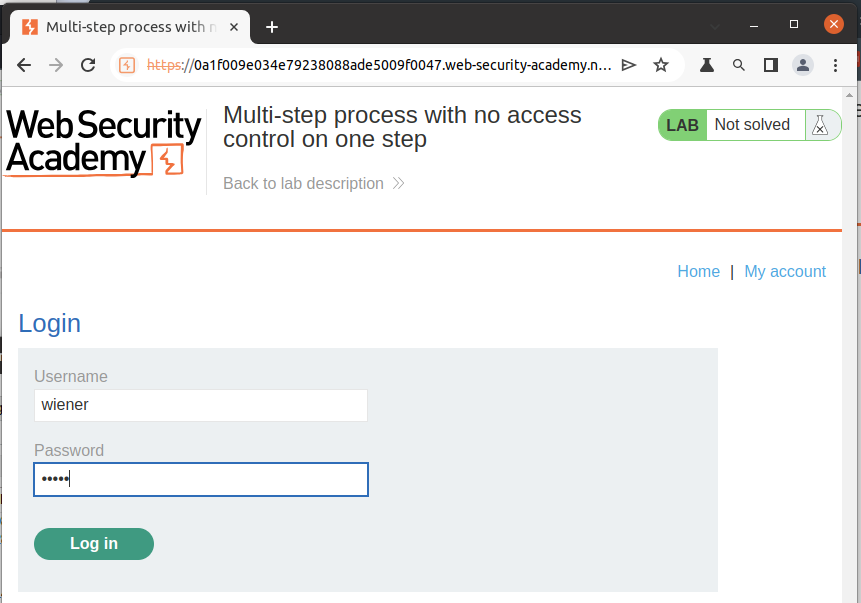 Multi-step process with n
https://0a1f009e034e79238088ade5009f0047.web-security-academy.n...
Web Security
Academy
Multi-step process with no access
control on one step
Back to lab description
LAB Not solved
Home | My account
Login
Username
wiener
Password
•••••
Log in